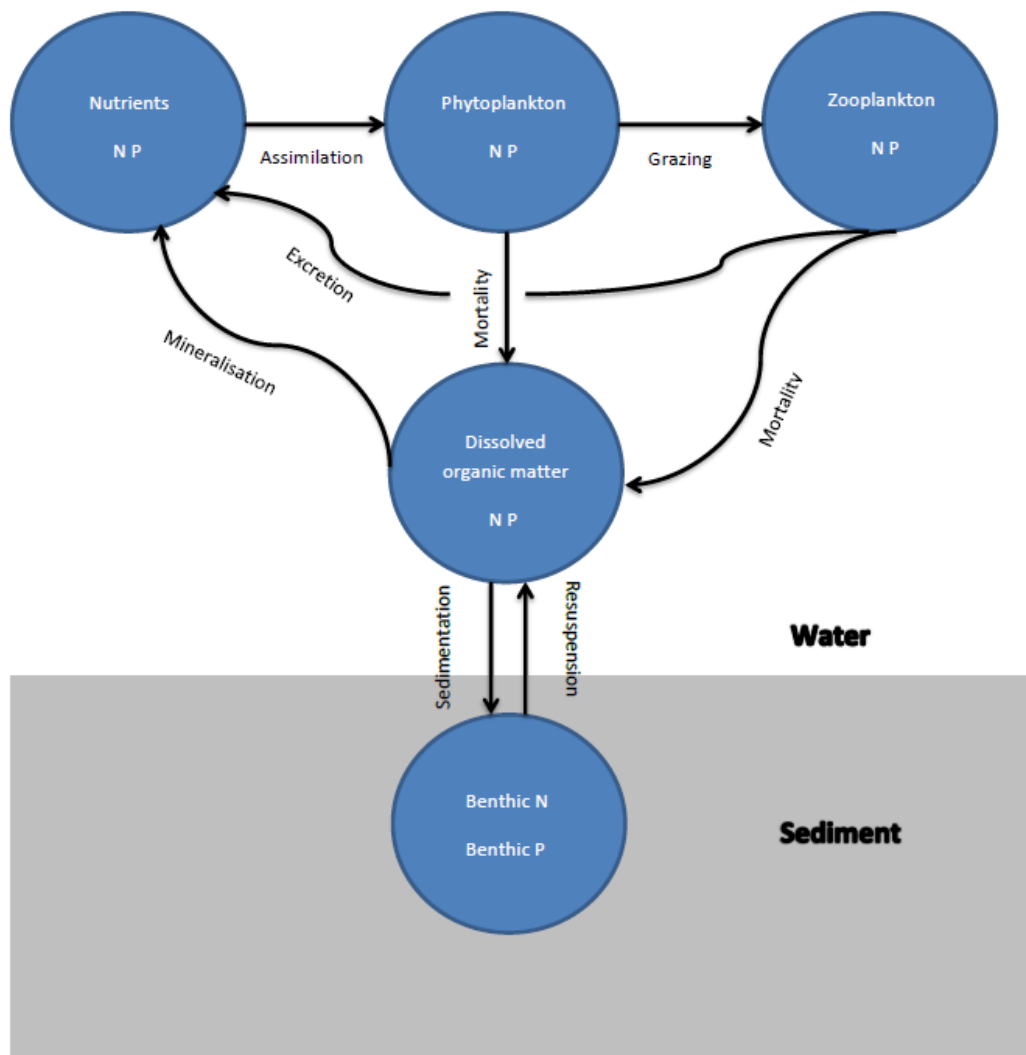 Nutrients
N P
Assimilation
Phytoplankton
N P
Grazing
Zooplankton
N P
Excretion
Mortality
Mineralisation
Mortality
Dissolved
organic matter
N P
Sedimentation
Resuspension
Water
Benthic N
Benthic P
Sediment